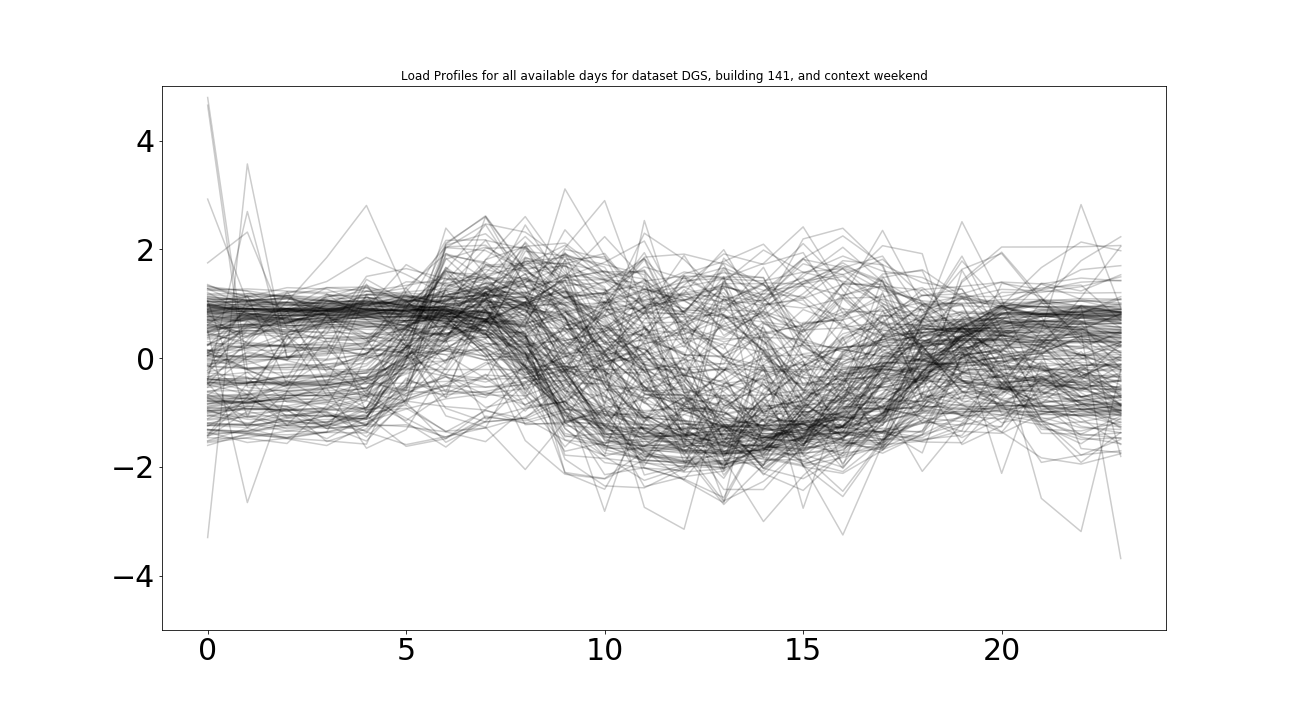 Load Profiles for all available days for dataset DGS, building 141, and context weekend
4
2
0
−2
−4
0 5 10 15 20